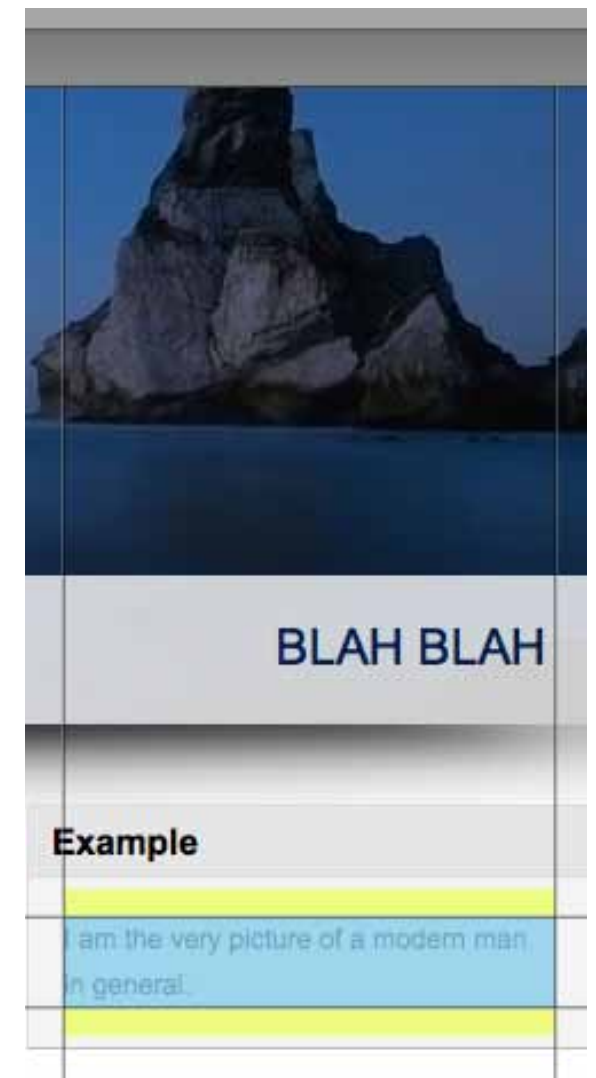 BLAH BLAH
Example
I am the very picture of a modern man
in general.